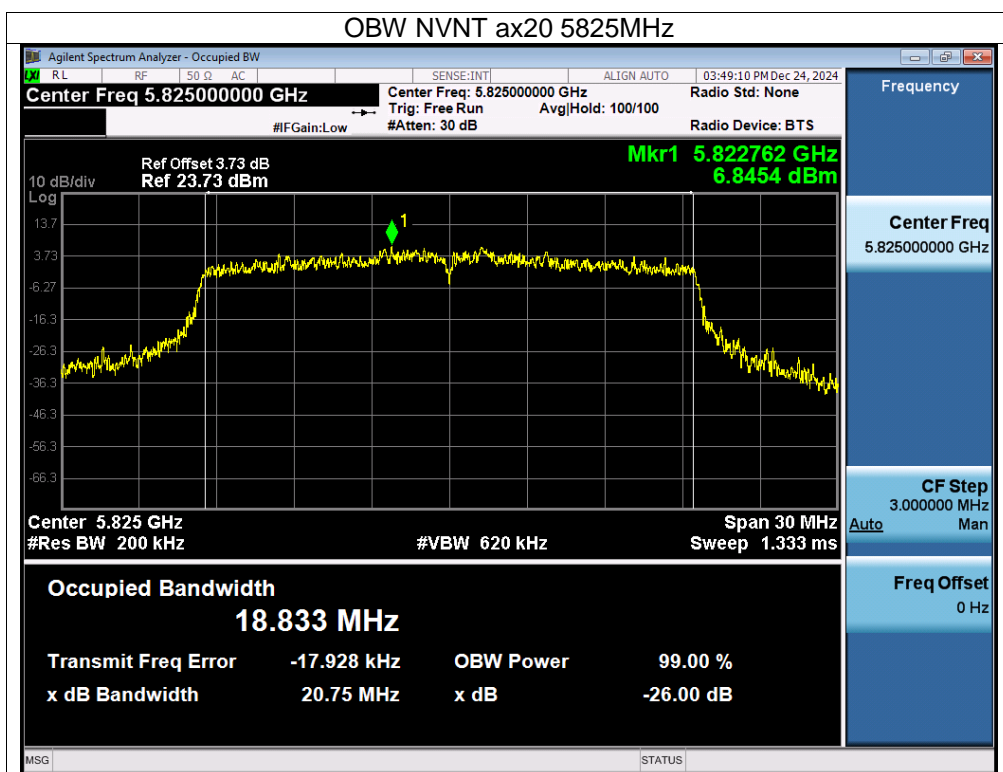 OBW NVNT ax20 5825MHz
Agilent Spectrum Analyzer - Occupied BW
LXI RL RF 50 Ω AC SENSE:INT ALIGN AUTO 03:49:10 PM Dec 24, 2024
Center Freq 5.825000000 GHz
Center Freq: 5.825000000 GHz Radio Std: None
Trig: Free Run Avg|Hold: 100/100
#IFGain:Low #Atten: 30 dB Radio Device: BTS
Mkr1 5.822762 GHz
6.8454 dBm
Ref Offset 3.73 dB
10 dB/div Ref 23.73 dBm
Log
13.7
3.73
-6.27
-16.3
-26.3
-36.3
-46.3
-56.3
-66.3
1
Center 5.825 GHz Span 30 MHz
#Res BW 200 kHz #VBW 620 kHz Sweep 1.333 ms
Occupied Bandwidth
18.833 MHz
Transmit Freq Error -17.928 kHz OBW Power 99.00 %
x dB Bandwidth 20.75 MHz x dB -26.00 dB
Frequency
Center Freq
5.825000000 GHz
CF Step
3.000000 MHz
Auto Man
Freq Offset
0 Hz
MSG STATUS